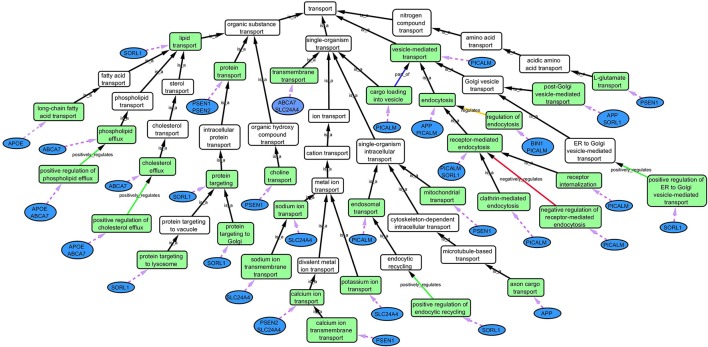 transport
nitrogen
compound
transport
lipid
transport
organic substance
transport
SORL1
single-organism
transport
vesicle-mediated
transport
amino acid
transport
PICALM
acidic amino
acid transport
fatty acid
transport
sterol
transport
protein
transport
transmembrane
transport
part_of
cargo loading
into vesicle
Golgi vesicle
transport
post-Golgi
vesicle-mediated
transport
L-glutamate
transport
phospholipid
transport
PSEN1
PSEN2
ABCA7
SLC24A4
endocytosis
PSEN1
long-chain fatty
acid transport
PICALM
regulates
regulation of
endocytosis
APP
SORL1
ion
transport
APP
PICALM
BIN1
PICALM
APOE
ABCA7
phospholipid
efflux
cholesterol
transport
intracellular
protein
transport
organic hydroxy
compound
transport
cation
transport
single-organism
intracellular
transport
receptor-mediated
endocytosis
ER to Golgi
vesicle-mediated
transport
positively_regulates
positive regulation of
phospholipid efflux
ABCA7
cholesterol
efflux
SORL1
protein
targeting
choline
transport
metal ion
transport
PICALM
SORL1
receptor
internalization
positively_regulates
positive regulation of
ER to Golgi
vesicle-mediated
transport
negatively_regulates
APOE
ABCA7
positively_regulates
PSEN1
sodium ion
transport
endosomal
transport
mitochondrial
transport
clathrin-mediated
endocytosis
PICALM
positive regulation of
cholesterol efflux
protein targeting
to vacuole
protein
targeting to
Golgi
SLC24A4
PICALM
cytoskeleton-dependent
intracellular transport
PSEN1
PICALM
negative regulation of
receptor-mediated
endocytosis
SORL1
APOE
ABCA7
PICALM
protein targeting
to lysosome
SORL1
sodium ion
transmembrane
transport
divalent metal
ion transport
endocytic
recycling
microtubule-based
transport
SORL1
SLC24A4
calcium ion
transport
potassium ion
transport
positively_regulates
axon cargo
transport
positive regulation of
endocytic recycling
SLC24A4
APP
PSEN2
SLC24A4
calcium ion
transmembrane
transport
PSEN1
SORL1